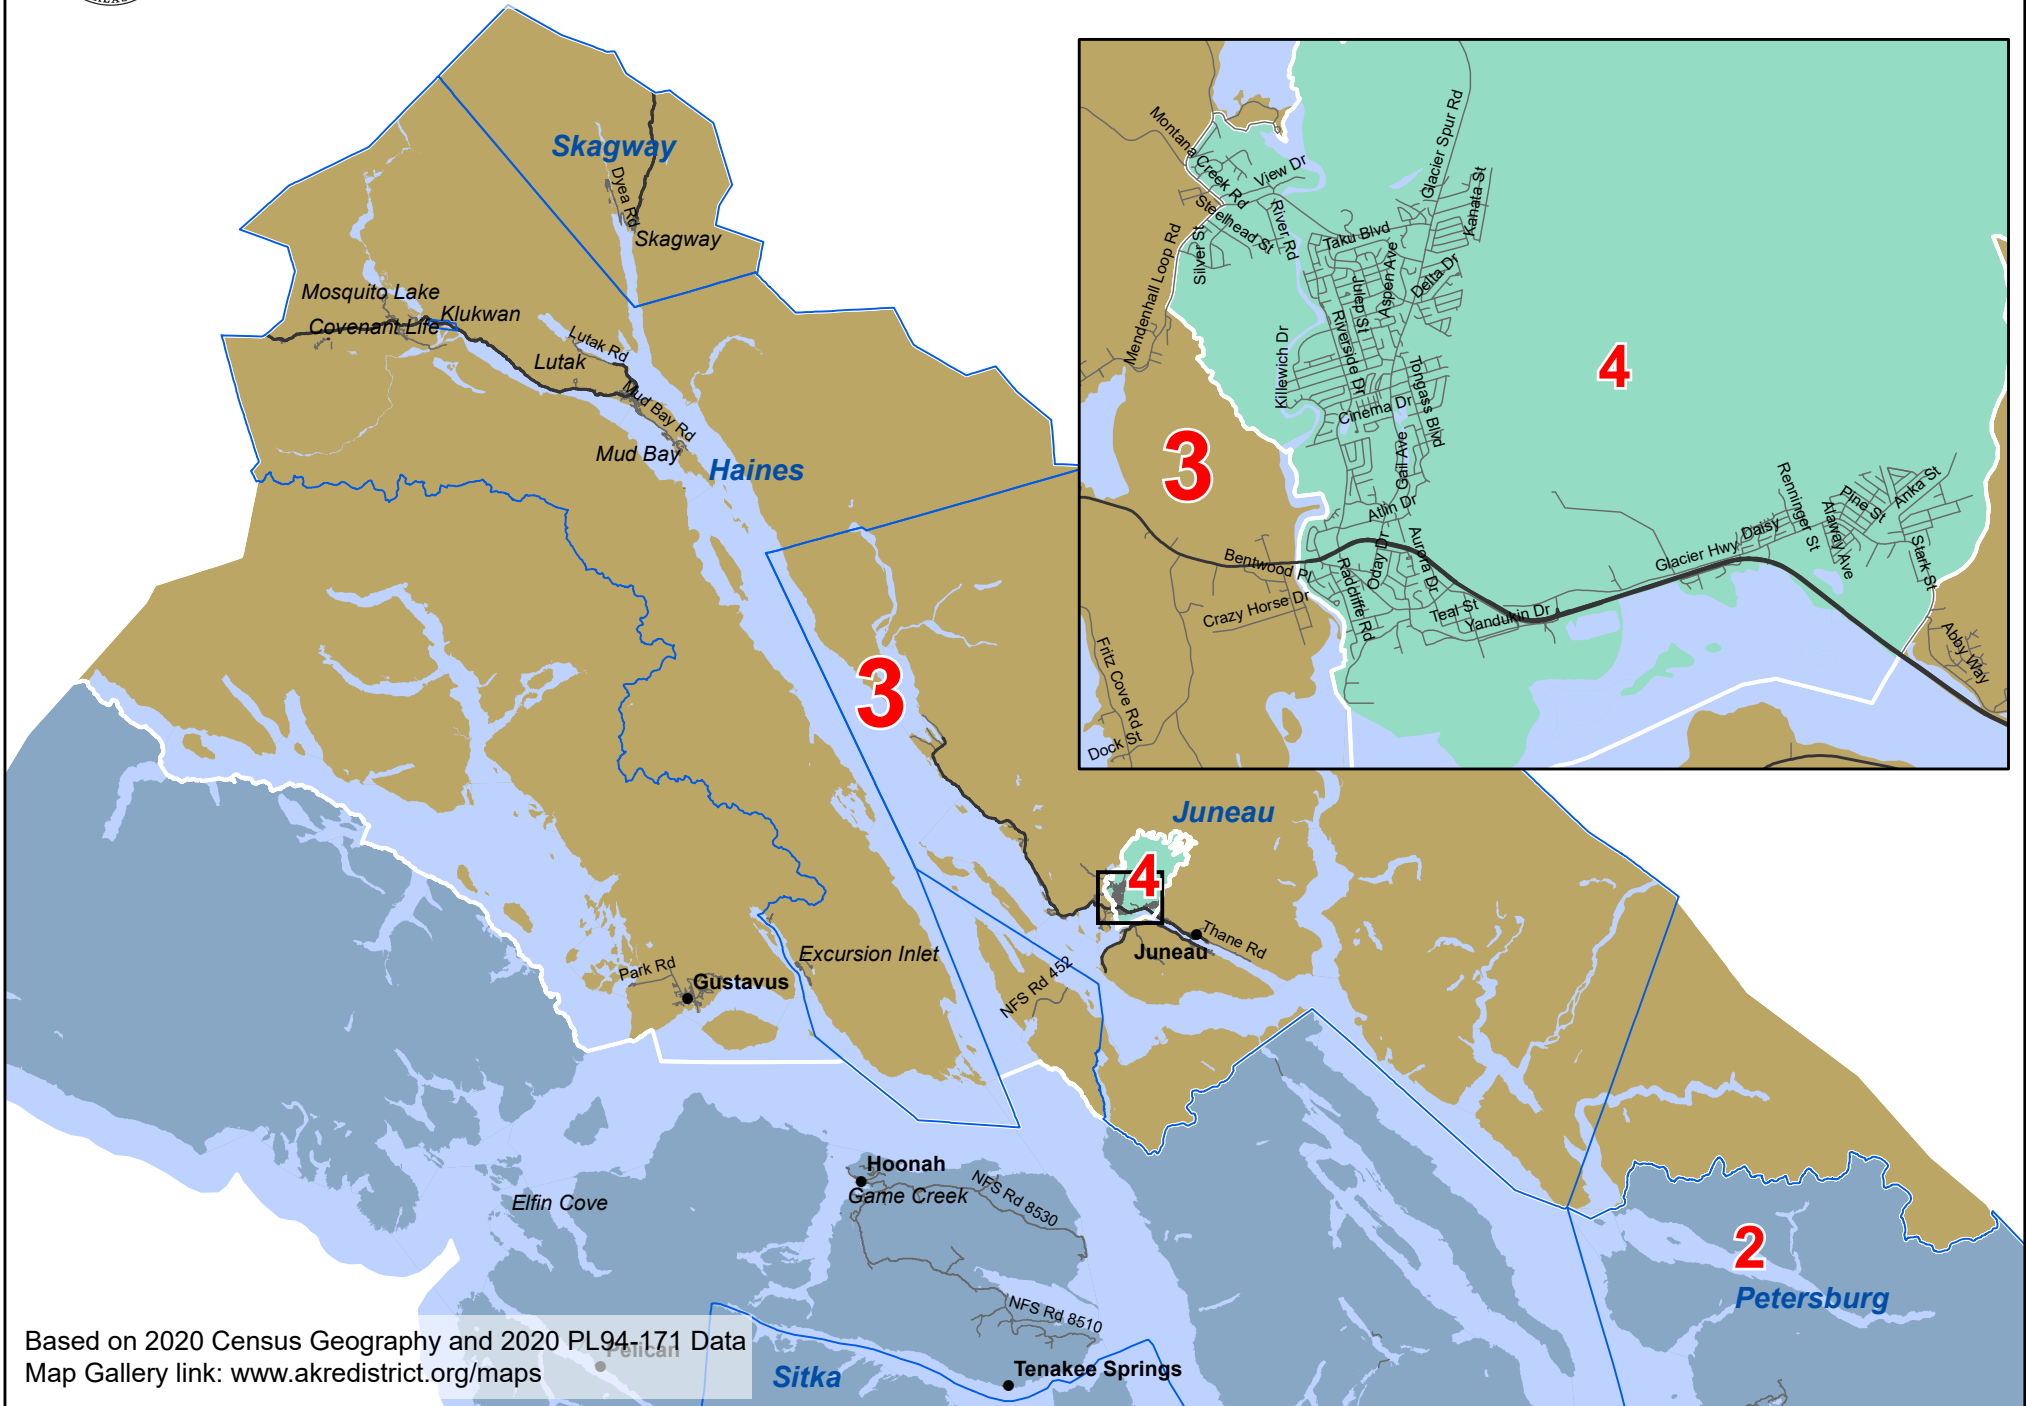 Skagway
Dyea Rd
Skagway
Mosquito Lake
Klukwan
Covenant Life
Lutak Rd
Lutak
Mud Bay Rd
Mud Bay
Haines
3
Juneau
4
Thane Rd
Juneau
Excursion Inlet
NFS Rd 452
Park Rd
Gustavus
Hoonah
Game Creek
NFS Rd 8530
Elfin Cove
2
Petersburg
NFS Rd 8510
Pelican
Sitka
Tenakee Springs
Based on 2020 Census Geography and 2020 PL94-171 Data
Map Gallery link: www.akredistrict.org/maps
Montana Creek Rd
View Dr
Glacier Spur Rd
Kanata St
Steelhead St
River Rd
Silver St
Taku Blvd
Mendenhall Loop Rd
Aspen Ave
Delta Dr
Julep St
Riverside Dr
Killewich Dr
Tongass Blvd
Cinema Dr
4
3
Gail Ave
Atlin Dr
Renninger St
Pine St
Anka St
Ataway Ave
Daisy
Glacier Hwy
Stark St
Bentwood Pl
Oday Dr
Aurora Dr
Radcliffe Rd
Crazy Horse Dr
Teal St
Yandukin Dr
Abby Way
Fritz Cove Rd
Dock St